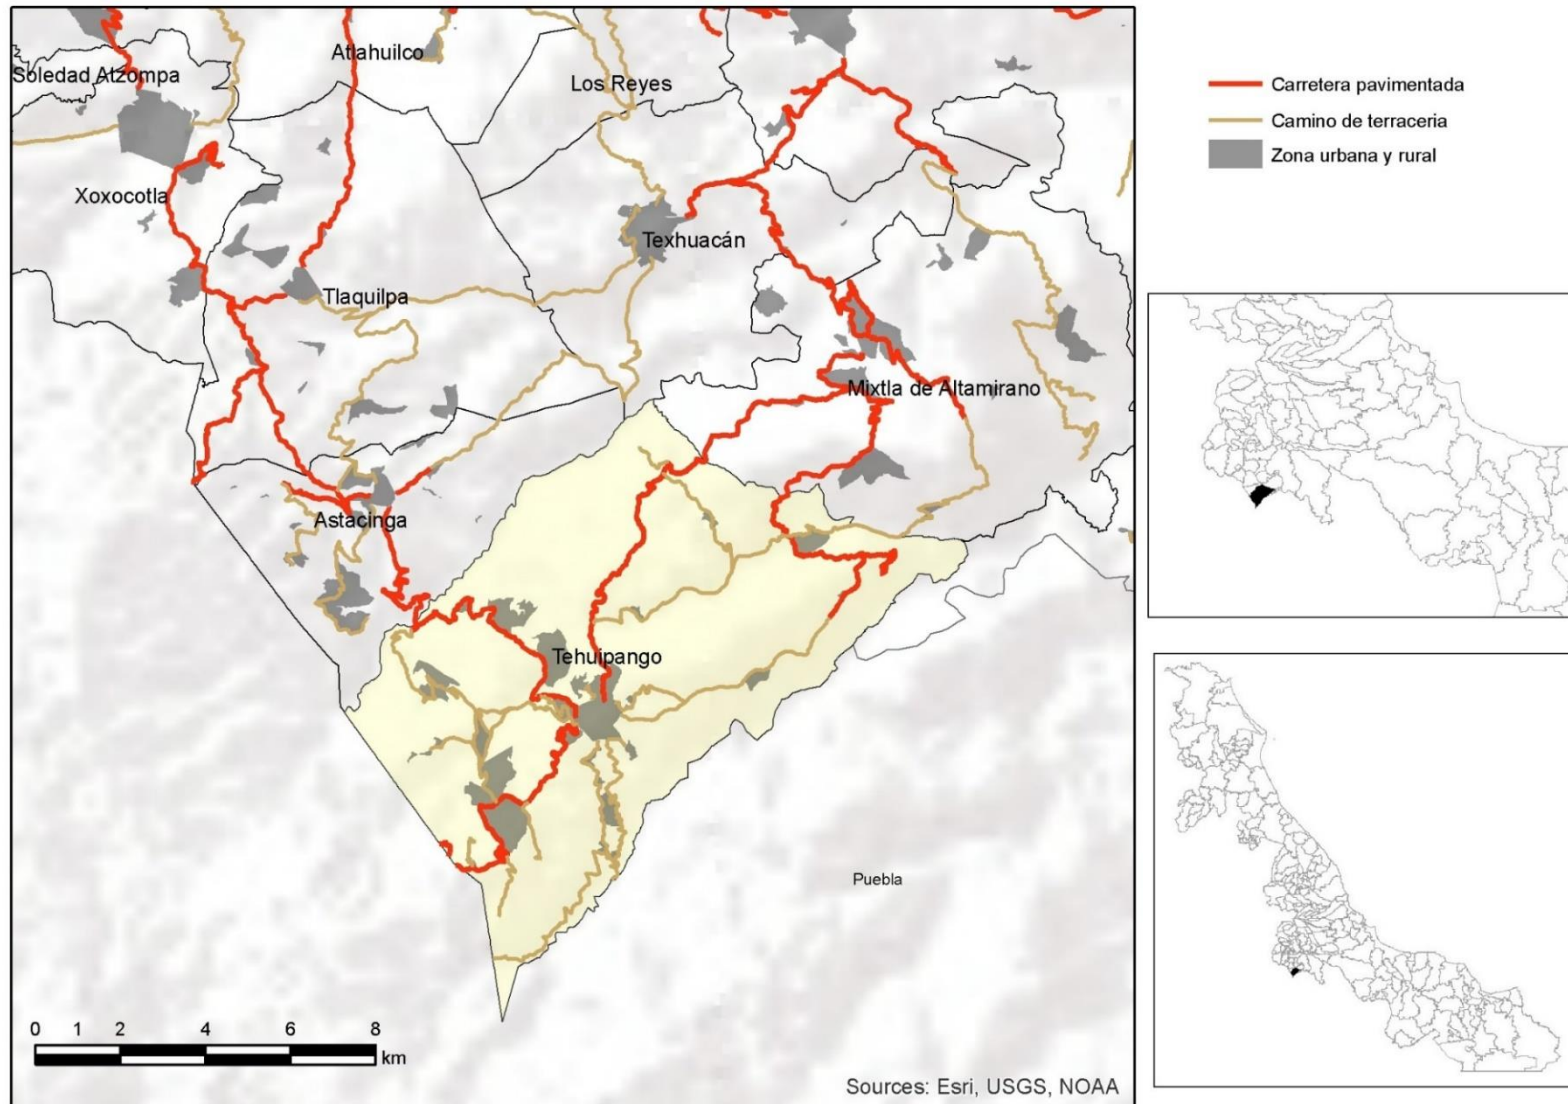 Atlahuilco
Soledad Atzompa
Los Reyes
Xoxocotla
Texhuacán
Tlaquilpa
Mixtla de Altamirano
Astacinga
Tehuipango
Puebla
0 1 2 4 6 8
km
Sources: Esri, USGS, NOAA
Carretera pavimentada
Camino de terraceria
Zona urbana y rural